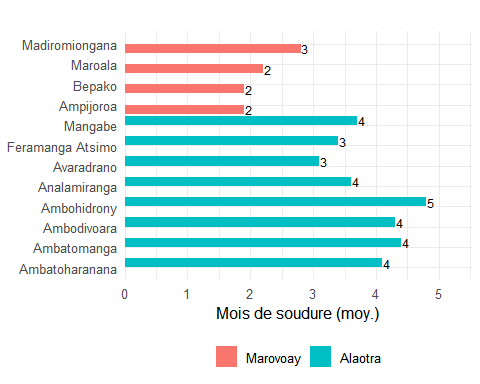 Madiromiongana 3
Maroala 2
Bepako 2
Ampijoroa 2
Mangabe 4
Feramanga Atsimo 3
Avaradrano 3
Analamiranga 4
Ambohidrony 5
Ambodivoara 4
Ambatomanga 4
Ambatoharanana 4
0 1 2 3 4 5
Mois de soudure (moy.)
Marovoay Alaotra